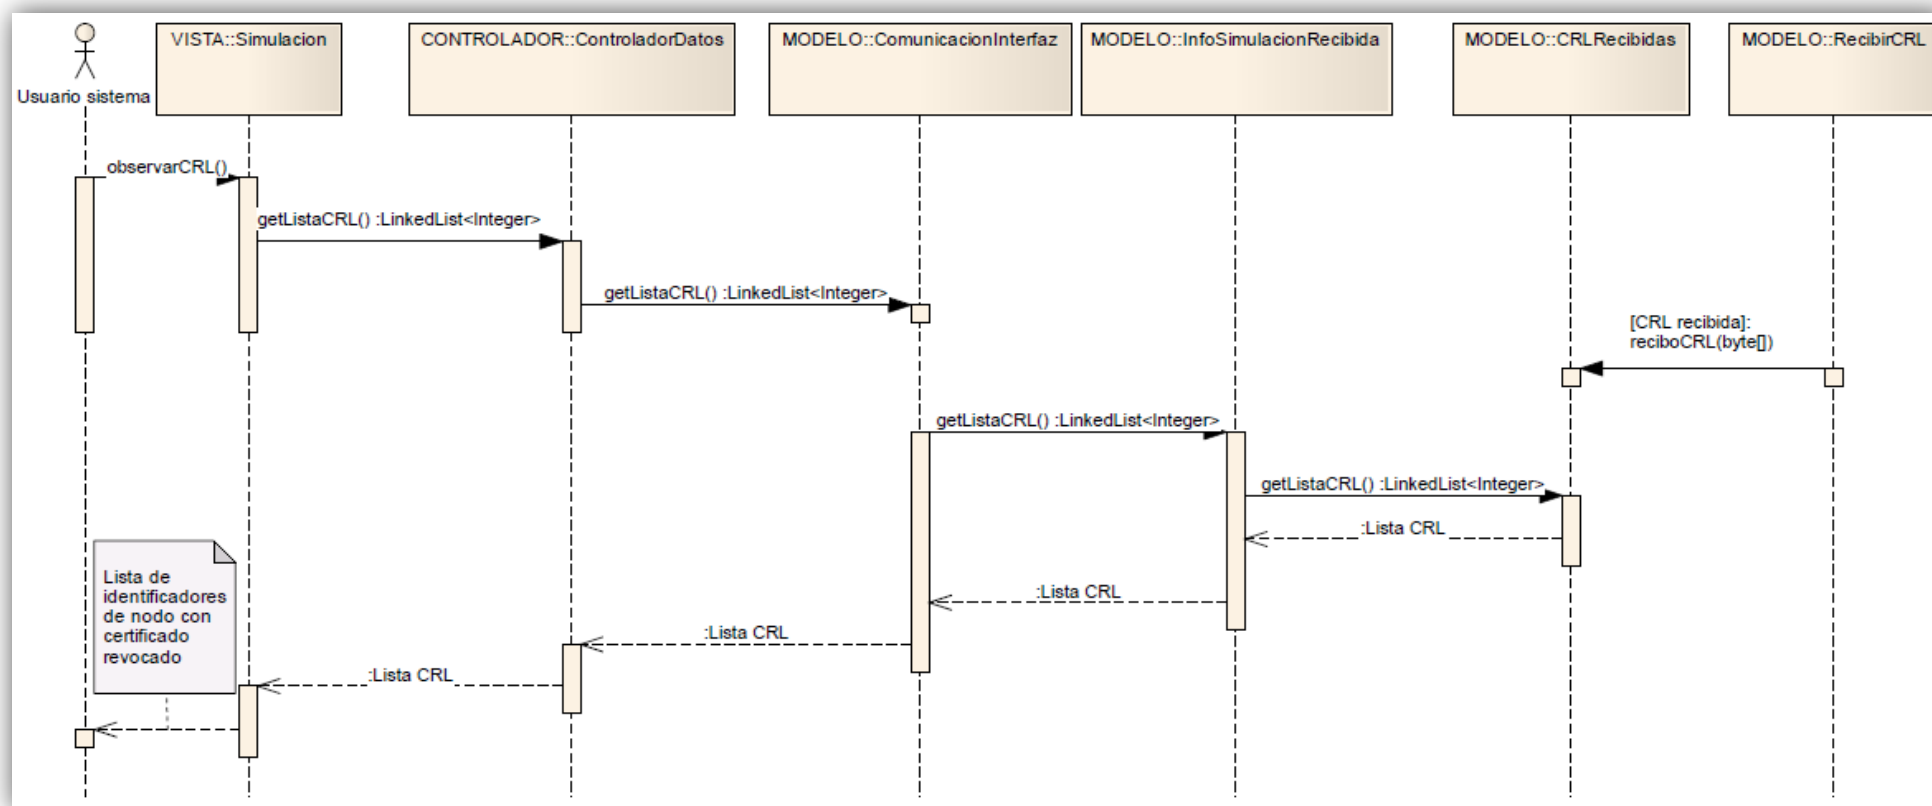 Usuario sistema
VISTA::Simulacion
CONTROLADOR::ControladorDatos
MODELO::ComunicacionInterfaz
MODELO::InfoSimulacionRecibida
MODELO::CRLRecibidas
MODELO::RecibirCRL
observarCRL()
getListaCRL() :LinkedList<Integer>
getListaCRL() :LinkedList<Integer>
[CRL recibida]:
reciboCRL(byte[])
getListaCRL() :LinkedList<Integer>
getListaCRL() :LinkedList<Integer>
:Lista CRL
:Lista CRL
:Lista CRL
:Lista CRL
Lista de
identificadores
de nodo con
certificado
revocado